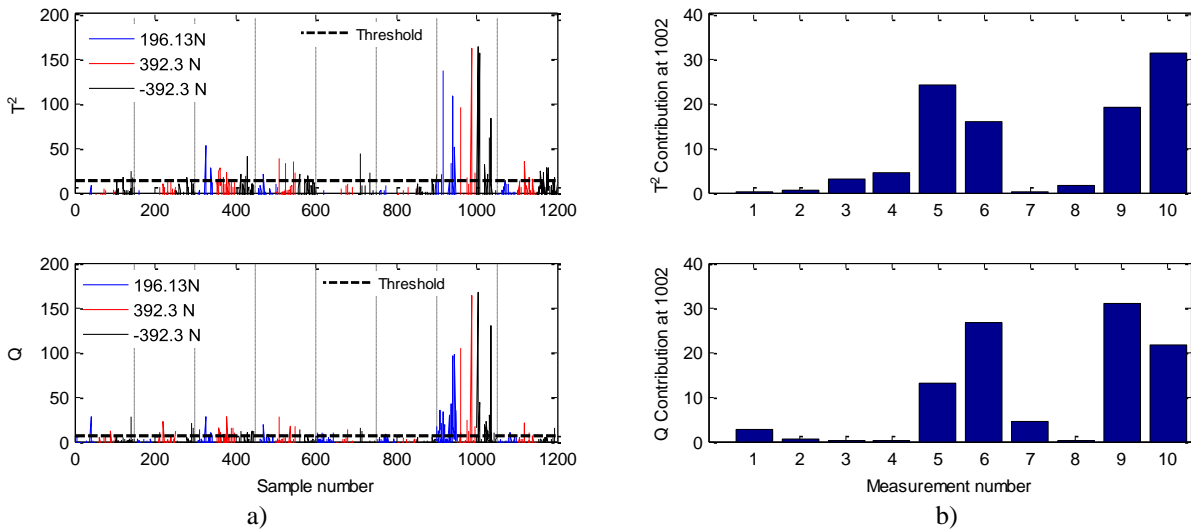 200
150
100
50
0
T²
196.13N
392.3 N
-392.3 N
Threshold
0 200 400 600 800 1000 1200
200
150
100
50
0
Q
196.13N
392.3 N
-392.3 N
Threshold
0 200 400 600 800 1000 1200
Sample number
a)
40
30
20
10
0
T² Contribution at 1002
1 2 3 4 5 6 7 8 9 10
40
30
20
10
0
Q Contribution at 1002
1 2 3 4 5 6 7 8 9 10
Measurement number
b)